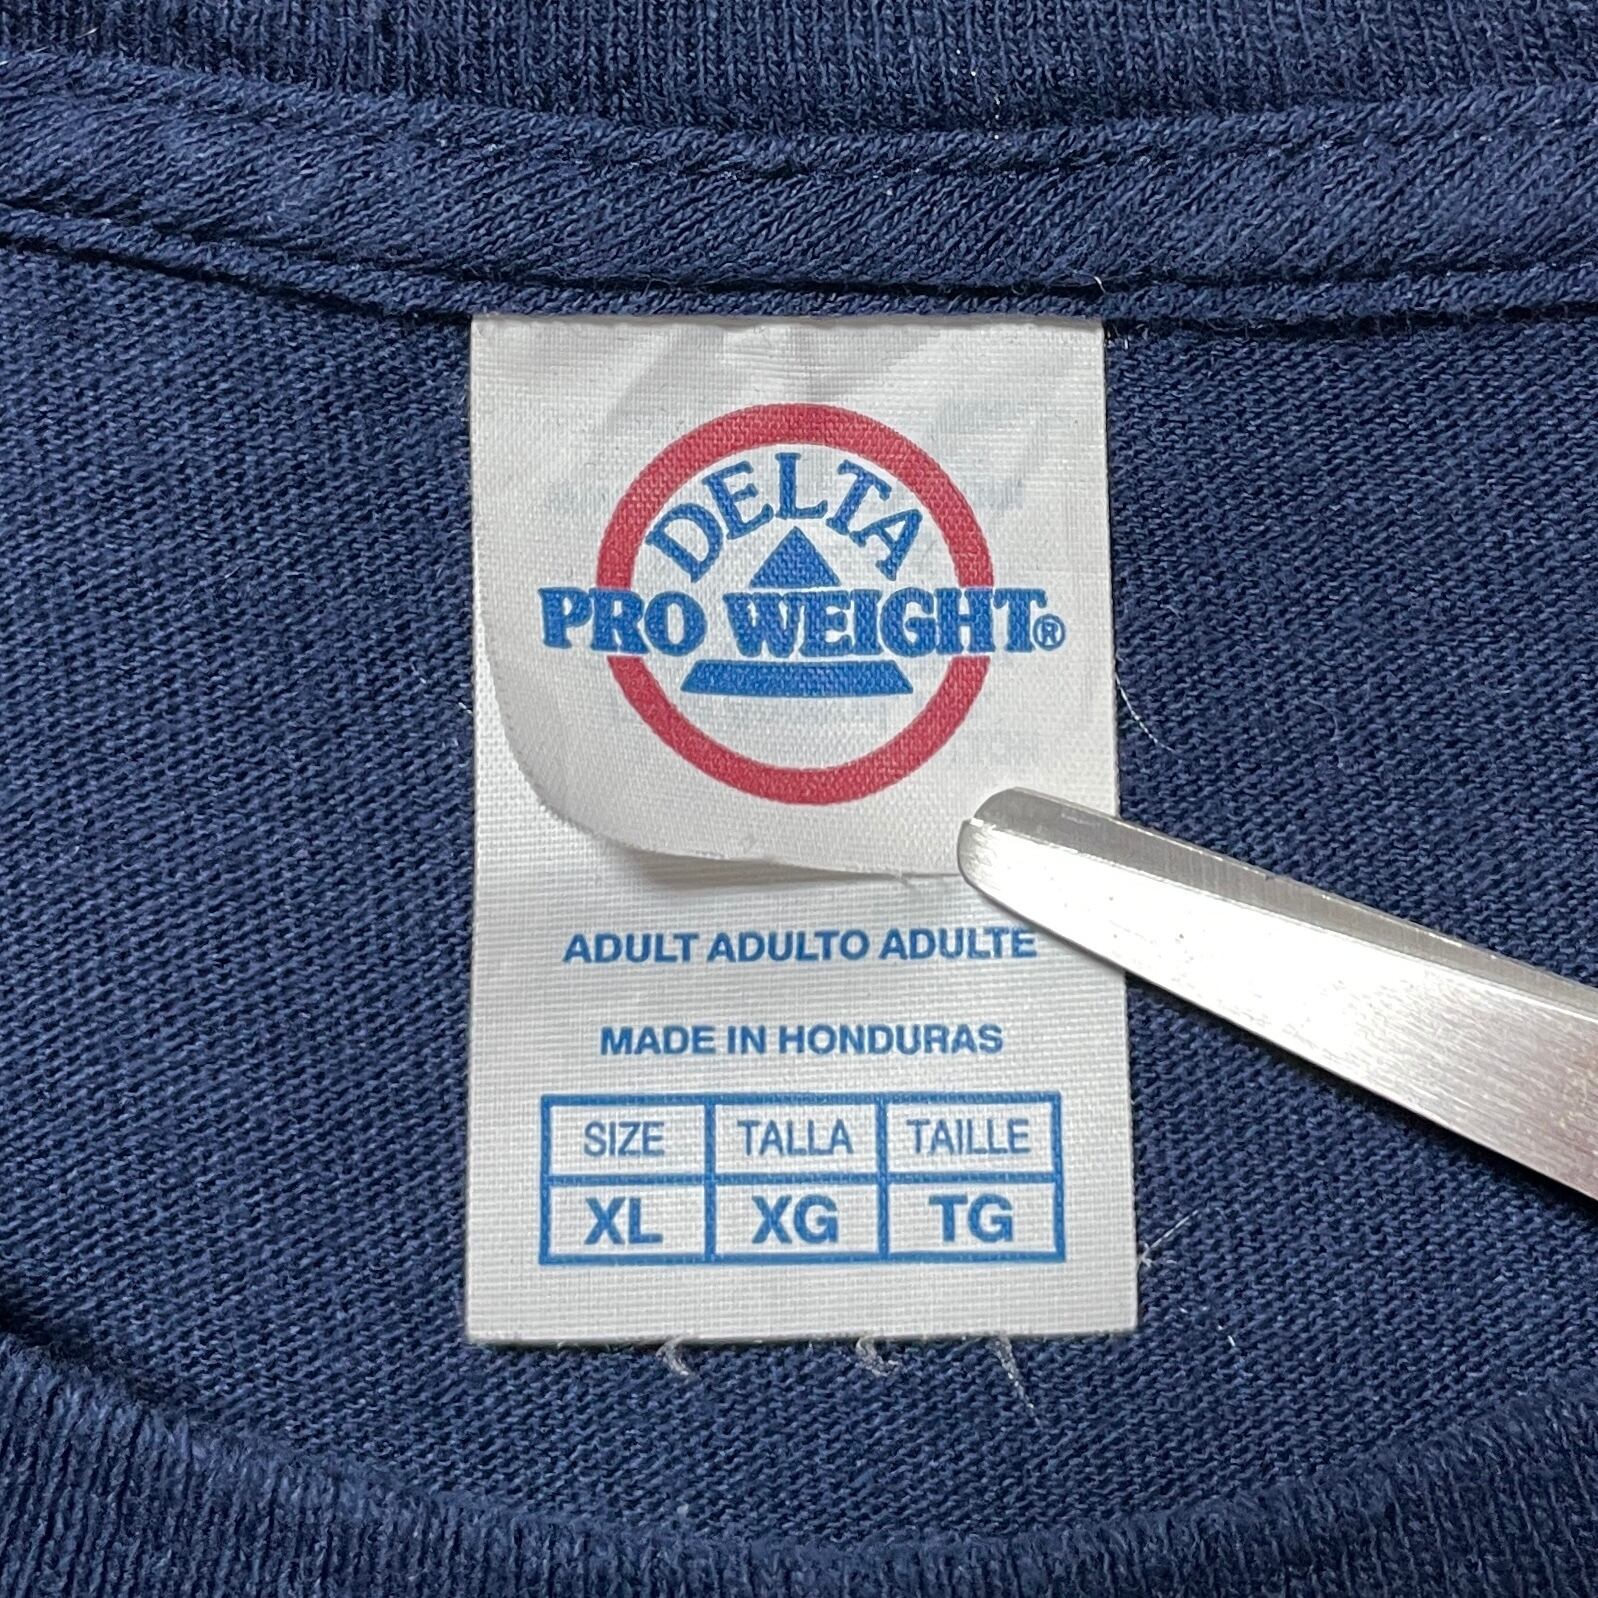 DELTA
PRO WEIGHT®
ADULT ADULTO ADULTE
MADE IN HONDURAS
SIZE TALLA TAILLE
XL XG TG